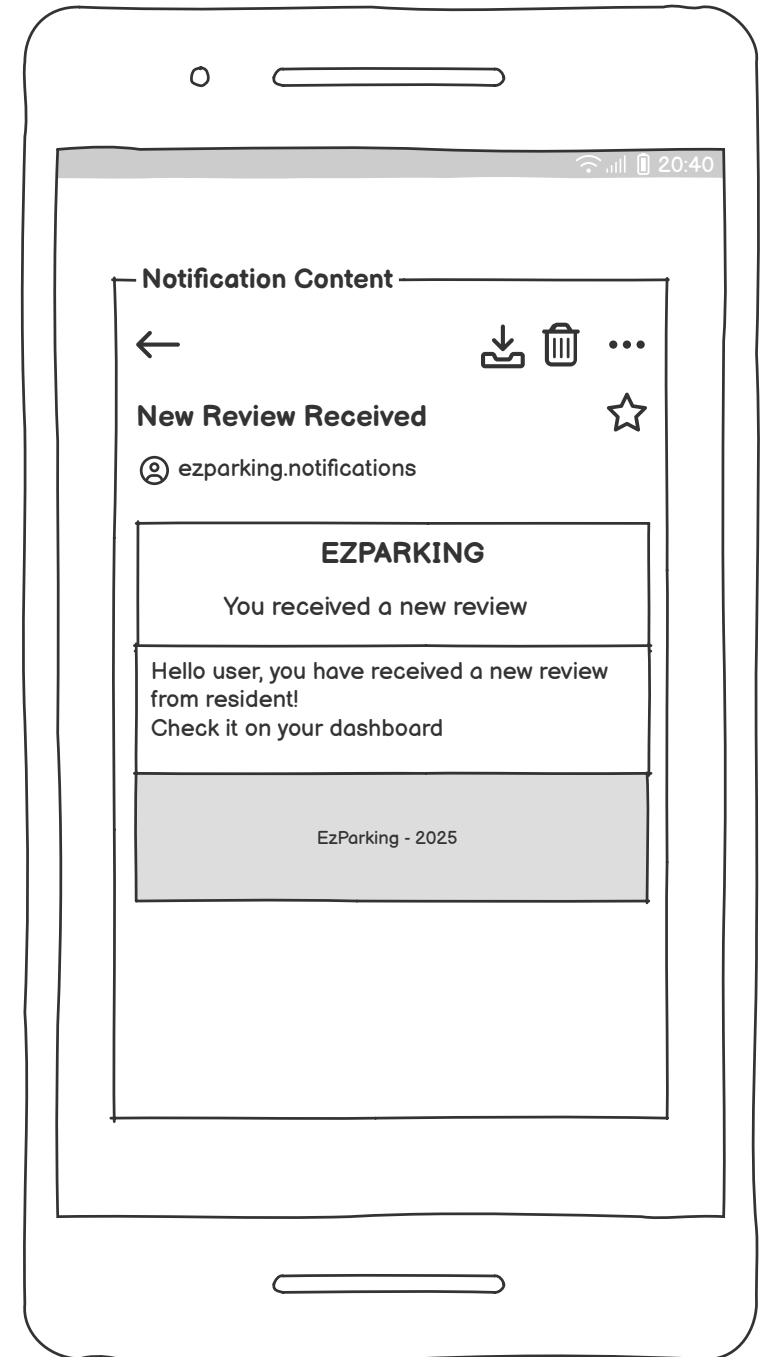 20:40
Notification Content
New Review Received
ezparking.notifications
EZPARKING
You received a new review
Hello user, you have received a new review
from resident!
Check it on your dashboard
EzParking - 2025